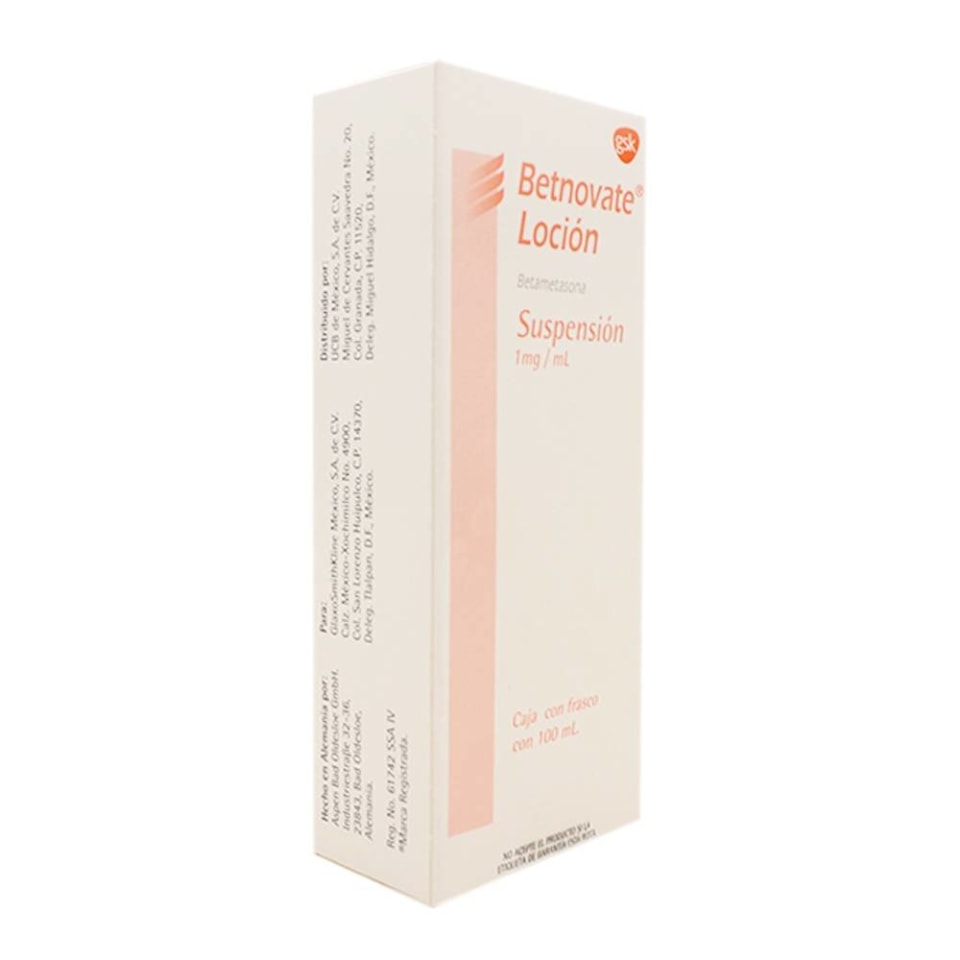 gsk
Betnovate®
Loción
Betametasona
Suspensión
1mg / mL
Caja con frasco
con 100 mL.
NO ACEPTE EL PRODUCTO SI LA
ETIQUETA DE GARANTÍA ESTÁ ROTA.
Distribuido por:
UCB de México, S.A. de C.V.
Miguel de Cervantes Saavedra No. 20,
Col. Granada, C.P. 11520,
Deleg. Miguel Hidalgo, D.F., México.
Para:
GlaxoSmithKline México, S.A. de C.V.
Calz. México-Xochimilco No. 4900,
Col. San Lorenzo Huipulco, C.P. 14370,
Deleg. Tlalpan, D.F., México.
Hecho en Alemania por:
Aspen Bad Oldesloe GmbH.
Industriestraße 32-36,
23843, Bad Oldesloe,
Alemania.
Reg. No. 61742 SSA IV
®Marca Registrada.